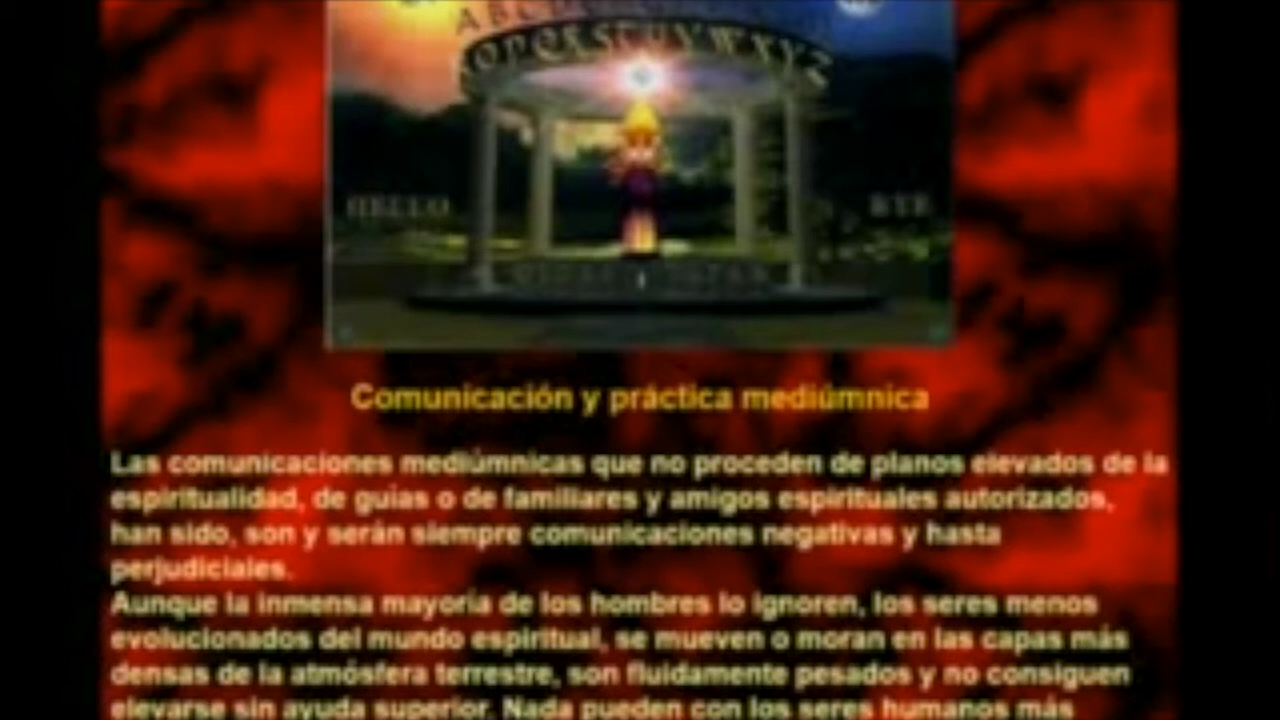 OPQRSTUVWXYZ
HELLO
BYE
Comunicación y práctica mediúmnica
Las comunicaciones mediúmnicas que no proceden de planos elevados de la
espiritualidad, de guías o de familiares y amigos espirituales autorizados,
han sido, son y serán siempre comunicaciones negativas y hasta
perjudiciales.
Aunque la inmensa mayoría de los hombres lo ignoren, los seres menos
evolucionados del mundo espiritual, se mueven o moran en las capas más
densas de la atmósfera terrestre, son fluidamente pesados y no consiguen
elevarse sin ayuda superior. Nada pueden con los seres humanos más